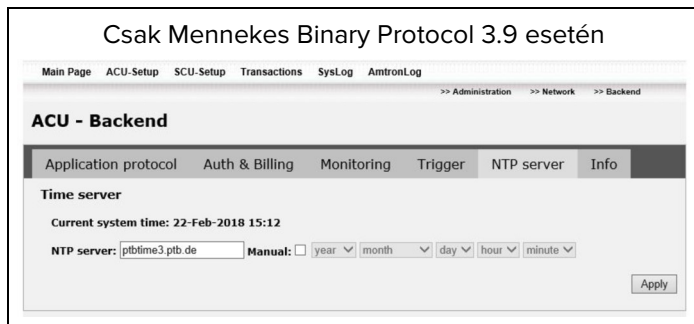 Csak Mennekes Binary Protocol 3.9 esetén
Main Page ACU-Setup SCU-Setup Transactions SysLog AmtronLog
>> Administration >> Network >> Backend
ACU - Backend
Application protocol Auth & Billing Monitoring Trigger NTP server Info
Time server
Current system time: 22-Feb-2018 15:12
NTP server: ptbtime3.ptb.de Manual: year month day hour minute
Apply